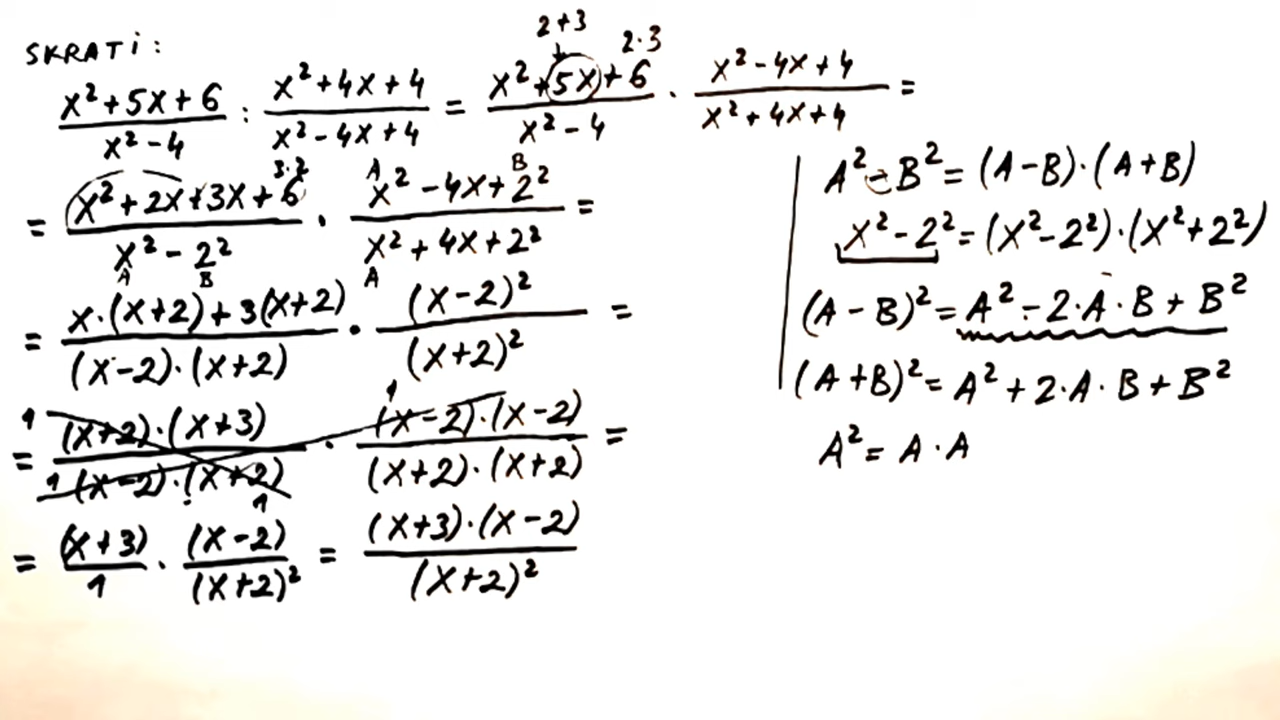 SKRATI:
2+3 2·3
(x²+5x+6)/(x²-4) : (x²+4x+4)/(x²-4x+4) = (x²+5x+6)/(x²-4) · (x²-4x+4)/(x²+4x+4) =
3·2 A B
= (x²+2x+3x+6)/(x²-2²) · (x²-4x+2²)/(x²+4x+2²) =
A B A
= (x·(x+2)+3(x+2))/((x-2)·(x+2)) · (x-2)²/(x+2)² =
1 1
= ((x+2)·(x+3))/((x-2)·(x+2)) · ((x-2)·(x-2))/((x+2)·(x+2)) =
1 1
= (x+3)/1 · (x-2)/(x+2)² = ((x+3)·(x-2))/(x+2)²
A²-B²=(A-B)·(A+B)
x²-2²=(x²-2²)·(x²+2²)
(A-B)²=A²-2·A·B+B²
(A+B)²=A²+2·A·B+B²
A²=A·A